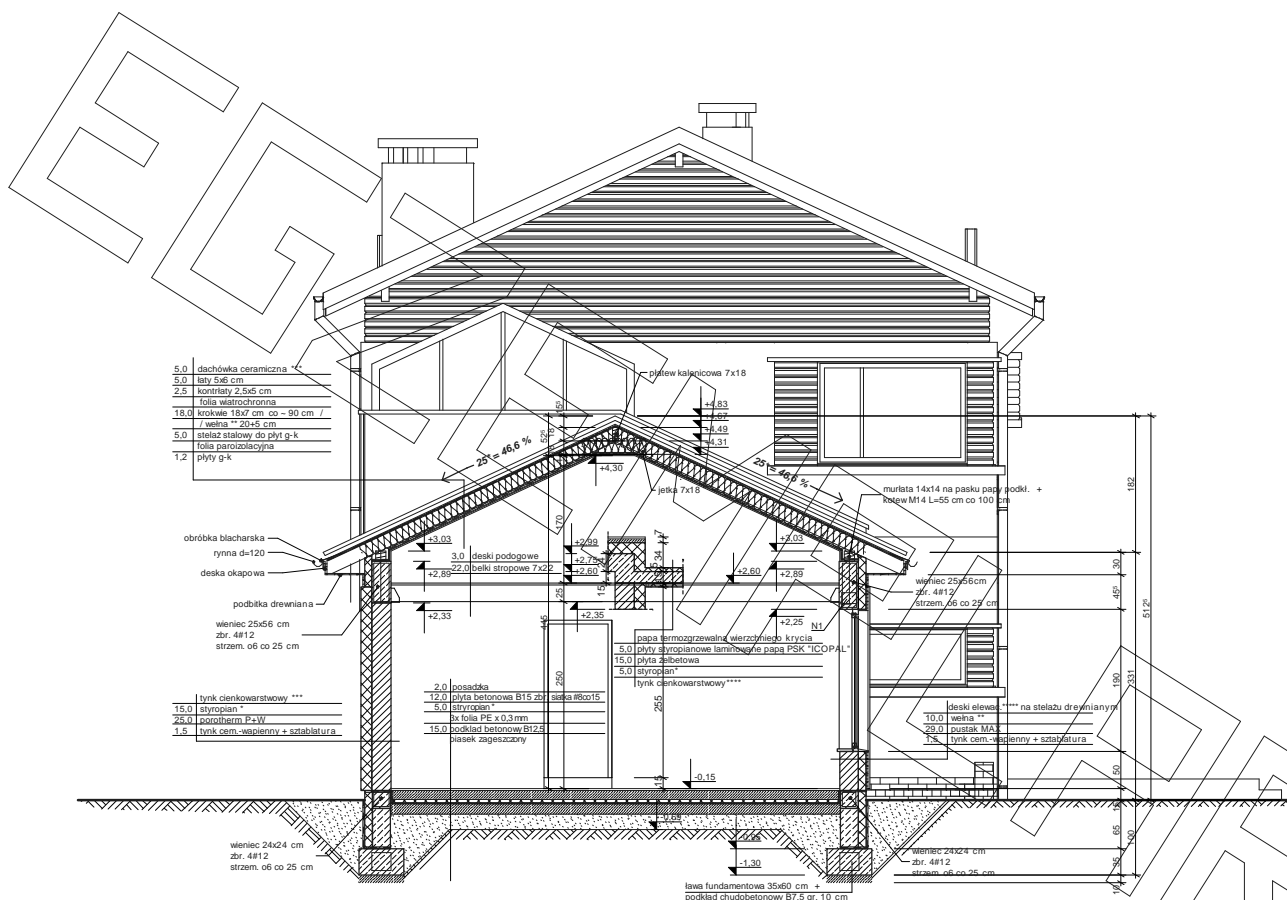 EG
5,0 dachówka ceramiczna ***
5,0 łaty 5x6 cm
2,5 kontrłaty 2,5x5 cm
folia wiatrochronna
18,0 krokwie 18x7 cm co ~ 90 cm /
/ wełna ** 20+5 cm
5,0 stelaż stalowy do płyt g-k
folia paroizolacyjna
1,2 płyty g-k
płatew kalenicowa 7x18
+4,83
+4,67
+4,49
+4,31
+4,30
25°= 46,6 %
25°= 46,6 %
jetka 7x18
murłata 14x14 na pasku papy podkł. +
kotew M14 L=55 cm co 100 cm
182
512⁵
obróbka blacharska
rynna d=120
deska okapowa
podbitka drewniana
+3,03
+2,89
+2,33
3,0 deski podogowe
22,0 belki stropowe 7x22
170
+2,99
+2,75
+2,60
+2,35
+2,60
+3,03
+2,89
+2,25
N1
wieniec 25x56 cm
zbr. 4#12
strzem. o6 co 25 cm
wieniec 25x56cm
zbr. 4#12
strzem. o6 co 25 cm
30
45⁵
190
331
50
papa termozgrzewalna wierzchniego krycia
5,0 płyty styropianowe laminowane papą PSK "ICOPAL"
15,0 płyta żelbetowa
5,0 styropian*
tynk cienkowarstwowy****
250
255
15
tynk cienkowarstwowy ***
15,0 styropian *
25,0 porotherm P+W
1,5 tynk cem.-wapienny + sztablatura
2,0 posadzka
12,0 płyta betonowa B15 zbr. siatka #8co15
5,0 stryropian*
3x folia PE x 0,3 mm
15,0 podkład betonowy B12,5
piasek zagęszczony
deski elewac.***** na stelażu drewnianym
10,0 wełna **
29,0 pustak MAX
1,5 tynk cem.-wapienny + sztablatura
-0,15
-0,69
-1,30
65
100
35
wieniec 24x24 cm
zbr. 4#12
strzem. o6 co 25 cm
wieniec 24x24 cm
zbr. 4#12
strzem. o6 co 25 cm
ława fundamentowa 35x60 cm +
podkład chudobetonowy B7,5 gr. 10 cm